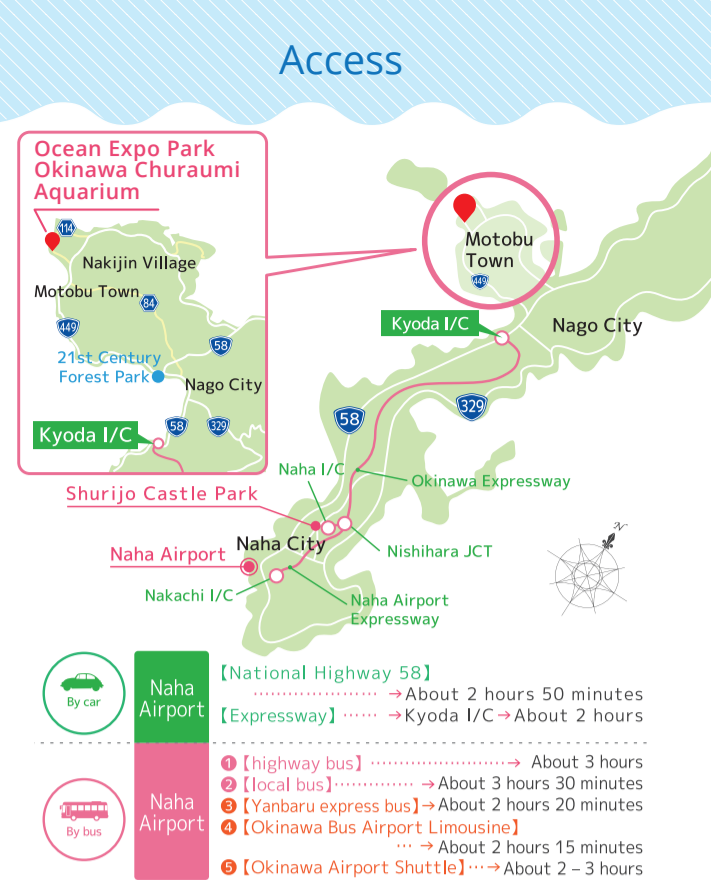 Access
Ocean Expo Park
Okinawa Churaumi
Aquarium
114
Nakijin Village
Motobu Town
84
449
58
21st Century
Forest Park
Nago City
58
329
Kyoda I/C
Motobu
Town
449
Kyoda I/C
Nago City
58
329
Naha I/C
Okinawa Expressway
Shurijo Castle Park
Naha City
Nishihara JCT
Naha Airport
Nakachi I/C
Naha Airport
Expressway
N
By car
Naha
Airport
【National Highway 58】
····················· →About 2 hours 50 minutes
【Expressway】 ······ →Kyoda I/C→About 2 hours
By bus
Naha
Airport
❶【highway bus】 ························→ About 3 hours
❷【local bus】·············· →About 3 hours 30 minutes
❸【Yanbaru express bus】→About 2 hours 20 minutes
❹【Okinawa Bus Airport Limousine】
··· →About 2 hours 15 minutes
❺【Okinawa Airport Shuttle】···→About 2 – 3 hours